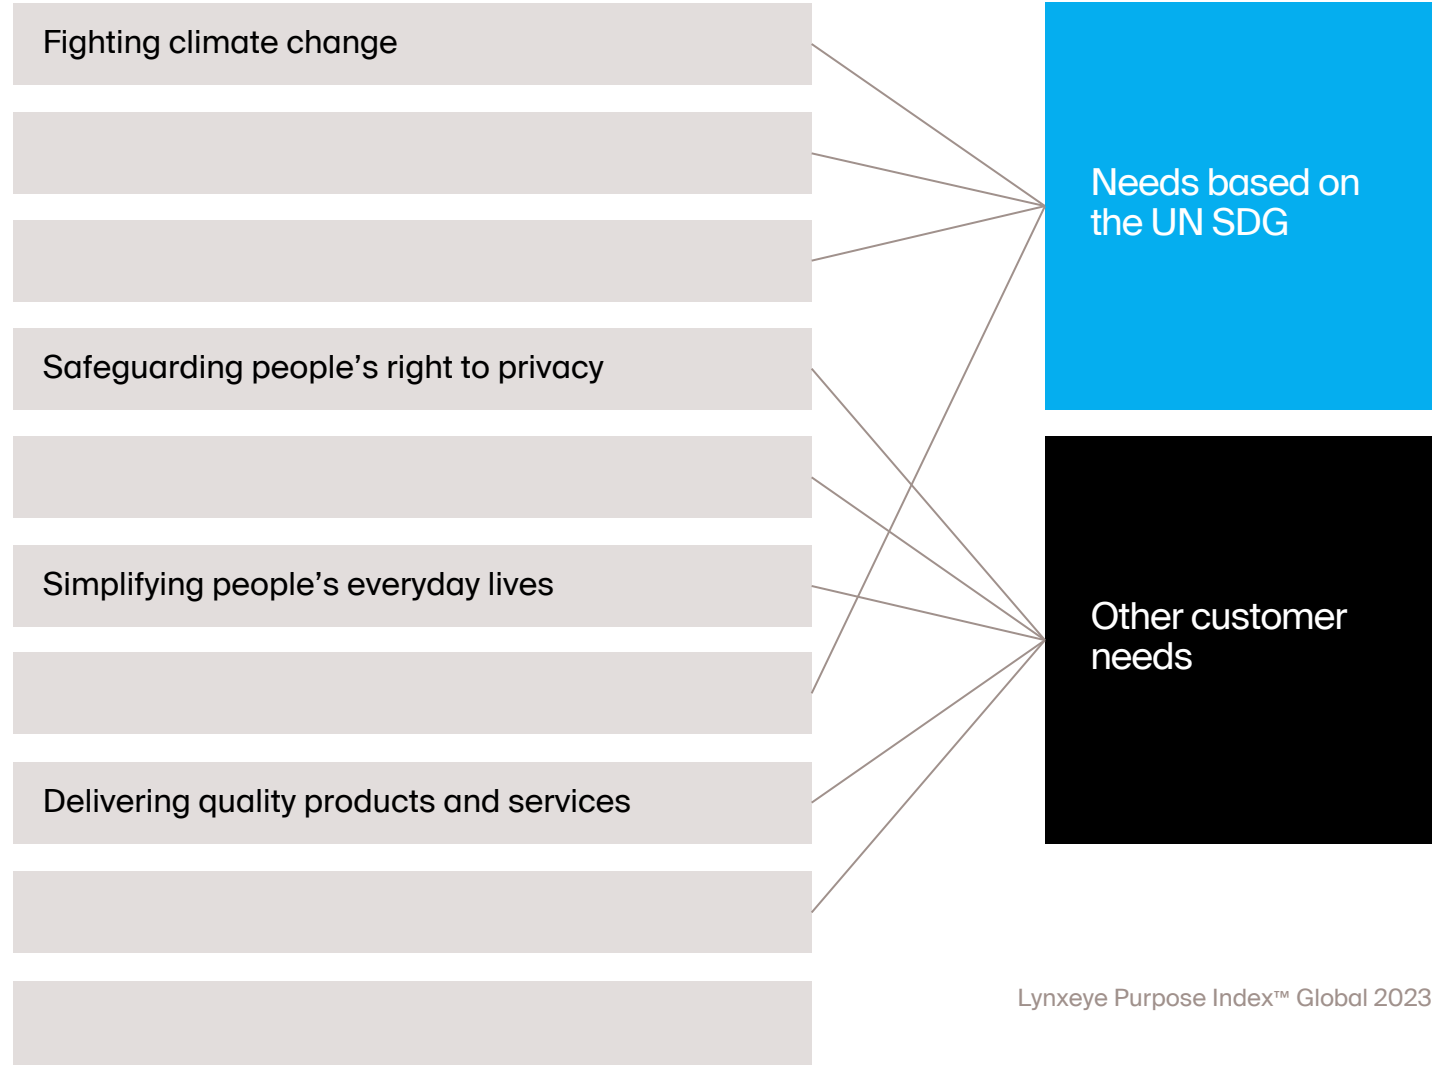 Fighting climate change
Safeguarding people’s right to privacy
Simplifying people’s everyday lives
Delivering quality products and services
Needs based on
the UN SDG
Other customer
needs
Lynxeye Purpose Index™ Global 2023